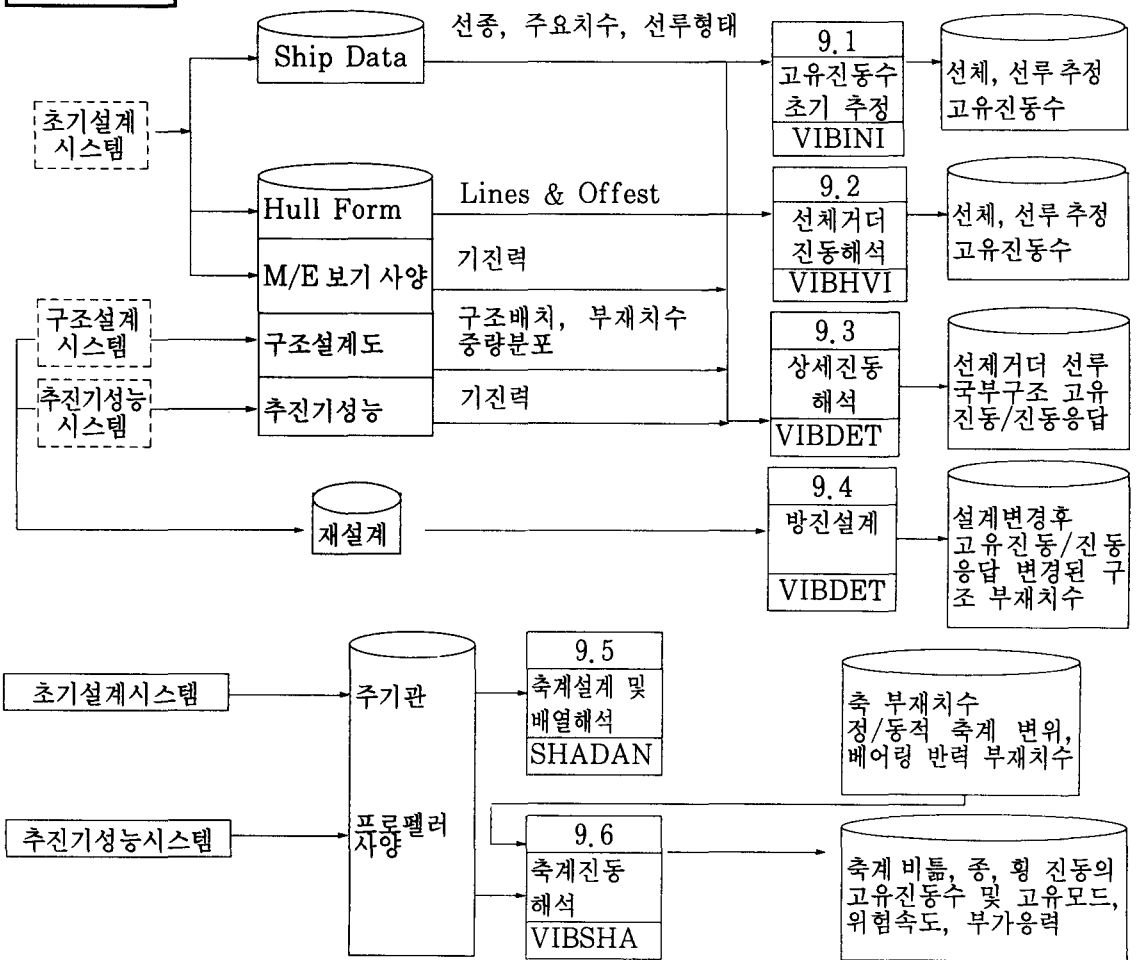 선종, 주요치수, 선루형태
Ship Data
9.1
고유진동수
초기 추정
VIBINI
선체, 선루 추정
고유진동수
초기설계
시스템
Hull Form
Lines & Offest
9.2
선체거더
진동해석
VIBHVI
선체, 선루 추정
고유진동수
M/E 보기 사양
기진력
구조설계
시스템
구조설계도
구조배치, 부재치수
중량분포
9.3
상세진동
해석
VIBDET
선제거더 선루
국부구조 고유
진동/진동응답
추진기성능
시스템
추진기성능
기진력
재설계
9.4
방진설계
VIBDET
설계변경후
고유진동/진동
응답 변경된 구
조 부재치수
초기설계시스템
주기관
9.5
축계설계 및
배열해석
SHADAN
축 부재치수
정/동적 축계 변위,
베어링 반력 부재치수
추진기성능시스템
프로펠러
사양
9.6
축계진동
해석
VIBSHA
축계 비틂, 종, 횡 진동의
고유진동수 및 고유모드,
위험속도, 부가응력